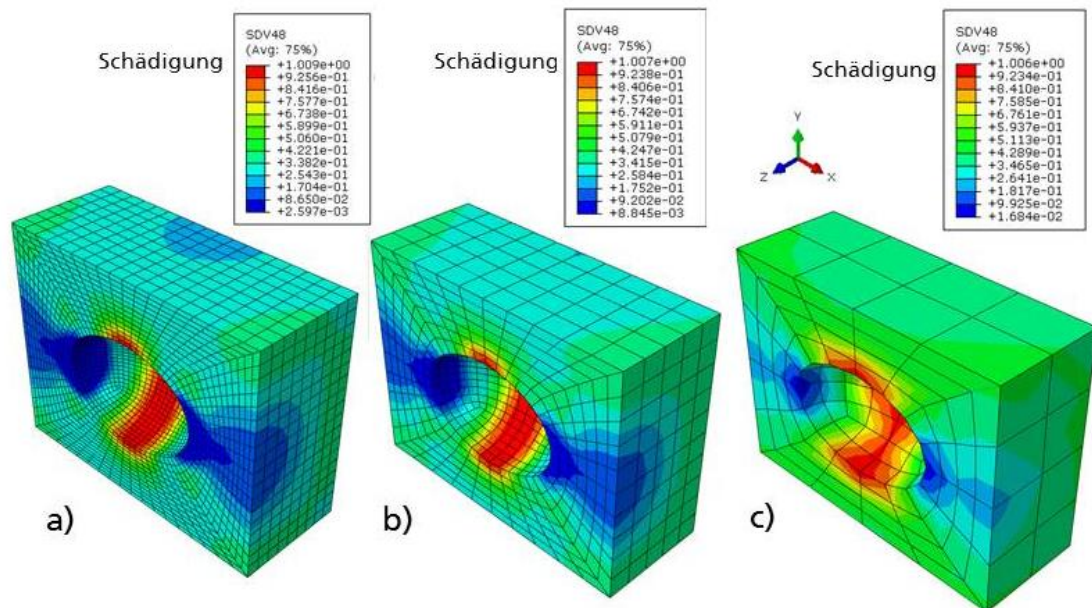 Schädigung
SDV48
(Avg: 75%)
+1.009e+00
+9.256e-01
+8.416e-01
+7.577e-01
+6.738e-01
+5.899e-01
+5.060e-01
+4.221e-01
+3.382e-01
+2.543e-01
+1.704e-01
+8.650e-02
+2.597e-03
Schädigung
SDV48
(Avg: 75%)
+1.007e+00
+9.238e-01
+8.406e-01
+7.574e-01
+6.742e-01
+5.911e-01
+5.079e-01
+4.247e-01
+3.415e-01
+2.584e-01
+1.752e-01
+9.202e-02
+8.845e-03
Schädigung
SDV48
(Avg: 75%)
+1.006e+00
+9.234e-01
+8.410e-01
+7.585e-01
+6.761e-01
+5.937e-01
+5.113e-01
+4.289e-01
+3.465e-01
+2.641e-01
+1.817e-01
+9.925e-02
+1.684e-02
Y
Z
X
a)
b)
c)